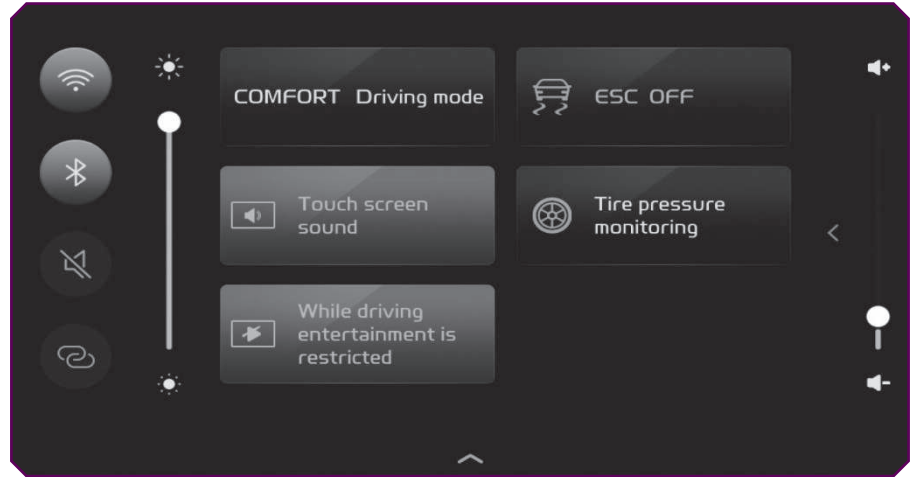 COMFORT Driving mode
ESC OFF
Touch screen
sound
Tire pressure
monitoring
While driving
entertainment is
restricted